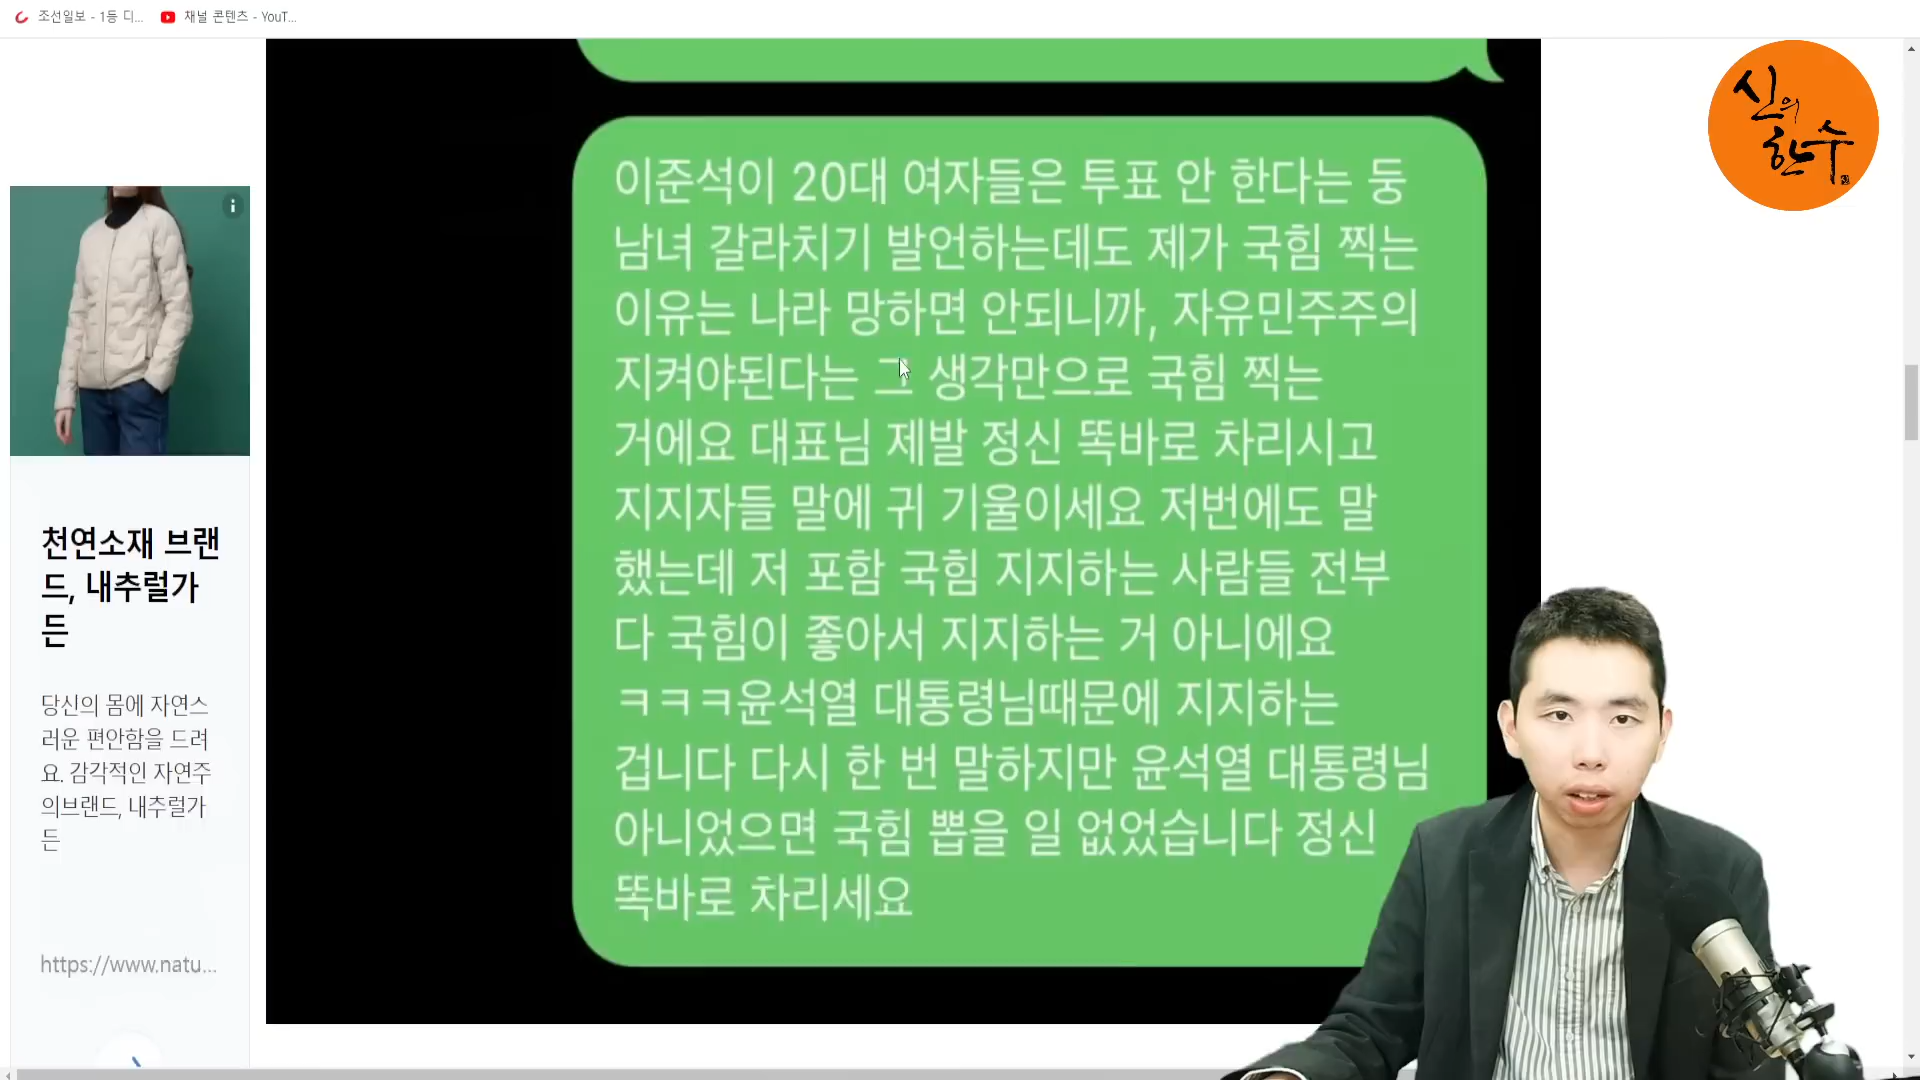 조선일보 - 1등 디...
채널 콘텐츠 - YouT...
신의
한수
이준석이 20대 여자들은 투표 안 한다는 둥
남녀 갈라치기 발언하는데도 제가 국힘 찍는
이유는 나라 망하면 안되니까, 자유민주주의
지켜야된다는 그 생각만으로 국힘 찍는
거에요 대표님 제발 정신 똑바로 차리시고
지지자들 말에 귀 기울이세요 저번에도 말
했는데 저 포함 국힘 지지하는 사람들 전부
다 국힘이 좋아서 지지하는 거 아니에요
ㅋㅋㅋ윤석열 대통령님때문에 지지하는
겁니다 다시 한 번 말하지만 윤석열 대통령님
아니었으면 국힘 뽑을 일 없었습니다 정신
똑바로 차리세요
천연소재 브랜
드, 내추럴가
든
당신의 몸에 자연스
러운 편안함을 드려
요. 감각적인 자연주
의브랜드, 내추럴가
든
https://www.natu...